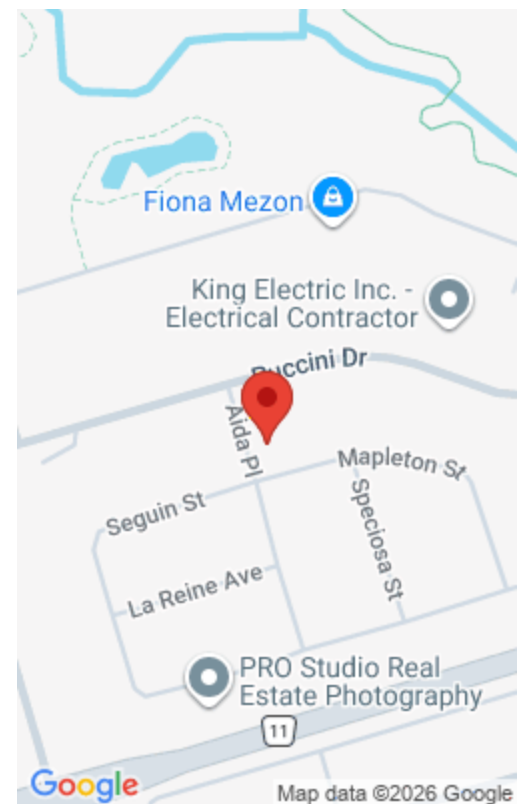 Fiona Mezon
King Electric Inc. -
Electrical Contractor
Puccini Dr
Aida Pl
Mapleton St
Seguin St
Speciosa St
La Reine Ave
PRO Studio Real
Estate Photography
11
Google
Map data ©2026 Google